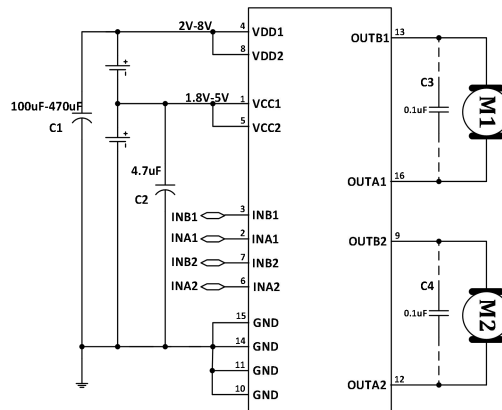 2V-8V
4
VDD1
8
VDD2
100uF-470uF
C1
1.8V-5V
1
VCC1
5
VCC2
4.7uF
C2
INB1
3
INB1
INA1
2
INA1
INB2
7
INB2
INA2
6
INA2
15
GND
14
GND
11
GND
10
GND
OUTB1
13
C3
0.1uF
M1
OUTA1
16
OUTB2
9
C4
0.1uF
M2
OUTA2
12